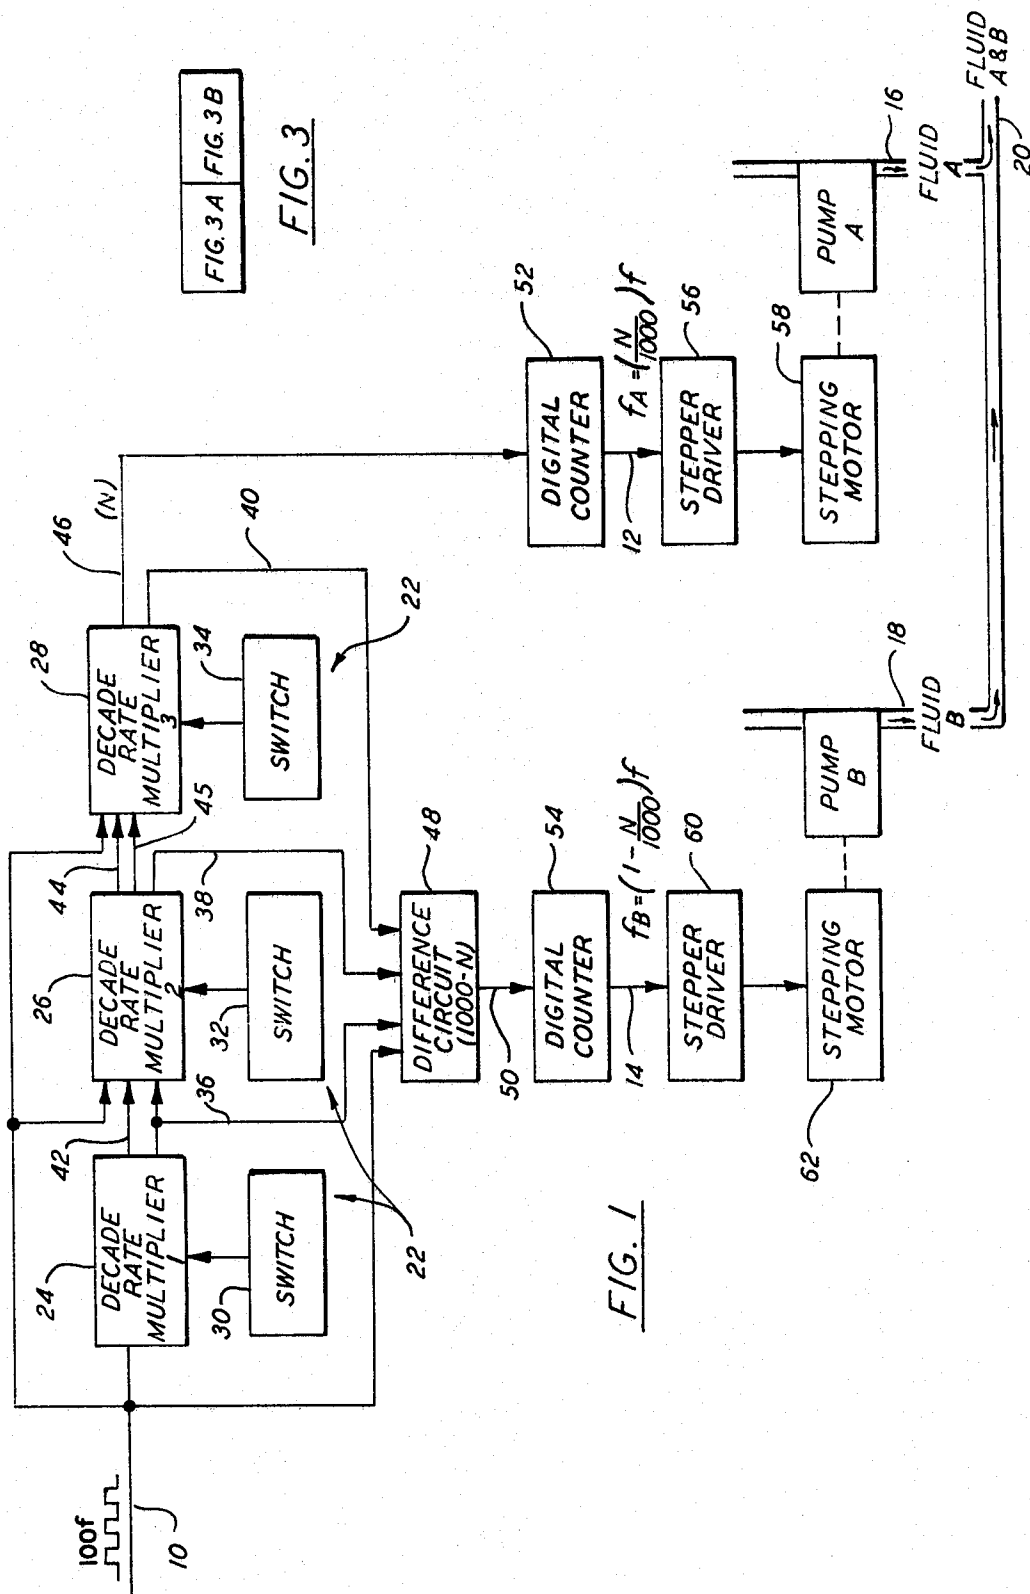 100f
10
24
DECADE
RATE
MULTIPLIER
1
30
SWITCH
22
42
36
26
DECADE
RATE
MULTIPLIER
2
32
SWITCH
44
45
38
28
DECADE
RATE
MULTIPLIER
3
34
SWITCH
22
46
(N)
40
48
DIFFERENCE
CIRCUIT
(1000-N)
50
54
DIGITAL
COUNTER
14
fB=(1-N/1000)f
60
STEPPER
DRIVER
62
STEPPING
MOTOR
PUMP
B
18
FLUID
B
52
DIGITAL
COUNTER
12
fA=(N/1000)f
56
STEPPER
DRIVER
58
STEPPING
MOTOR
PUMP
A
16
FLUID
A
20
FLUID
A & B
FIG. 1
FIG. 3A FIG. 3B
FIG. 3